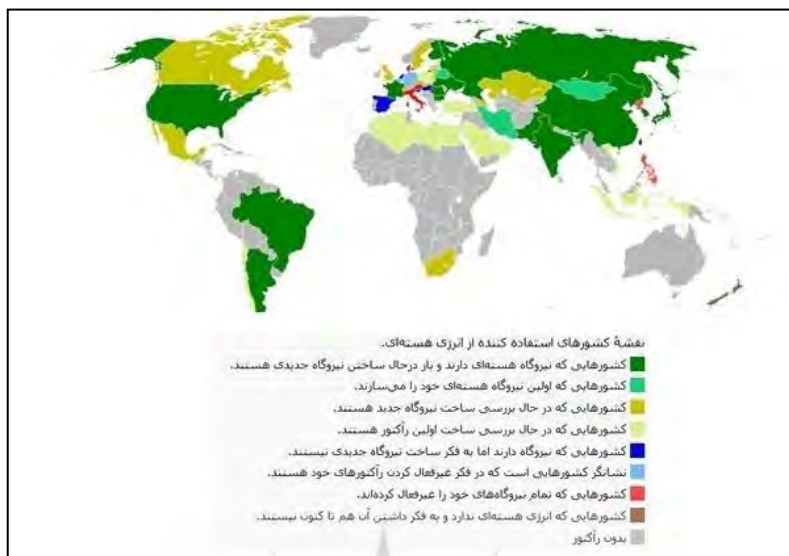 نقشهٔ کشورهای استفاده کننده از انرژی هسته‌ای.
کشورهایی که نیروگاه هسته‌ای دارند و باز درحال ساختن نیروگاه جدیدی هستند.
کشورهایی که اولین نیروگاه هسته‌ای خود را می‌سازند.
کشورهایی که در حال بررسی ساخت نیروگاه جدید هستند.
کشورهایی که در حال بررسی ساخت اولین رآکتور هستند.
کشورهایی که نیروگاه دارند اما به فکر ساخت نیروگاه جدیدی نیستند.
نشانگر کشورهایی است که در فکر غیرفعال کردن رآکتورهای خود هستند.
کشورهایی که تمام نیروگاه‌های خود را غیرفعال کرده‌اند.
کشورهایی که انرژی هسته‌ای ندارد و به فکر داشتن آن هم تا کنون نیستند.
بدون رآکتور